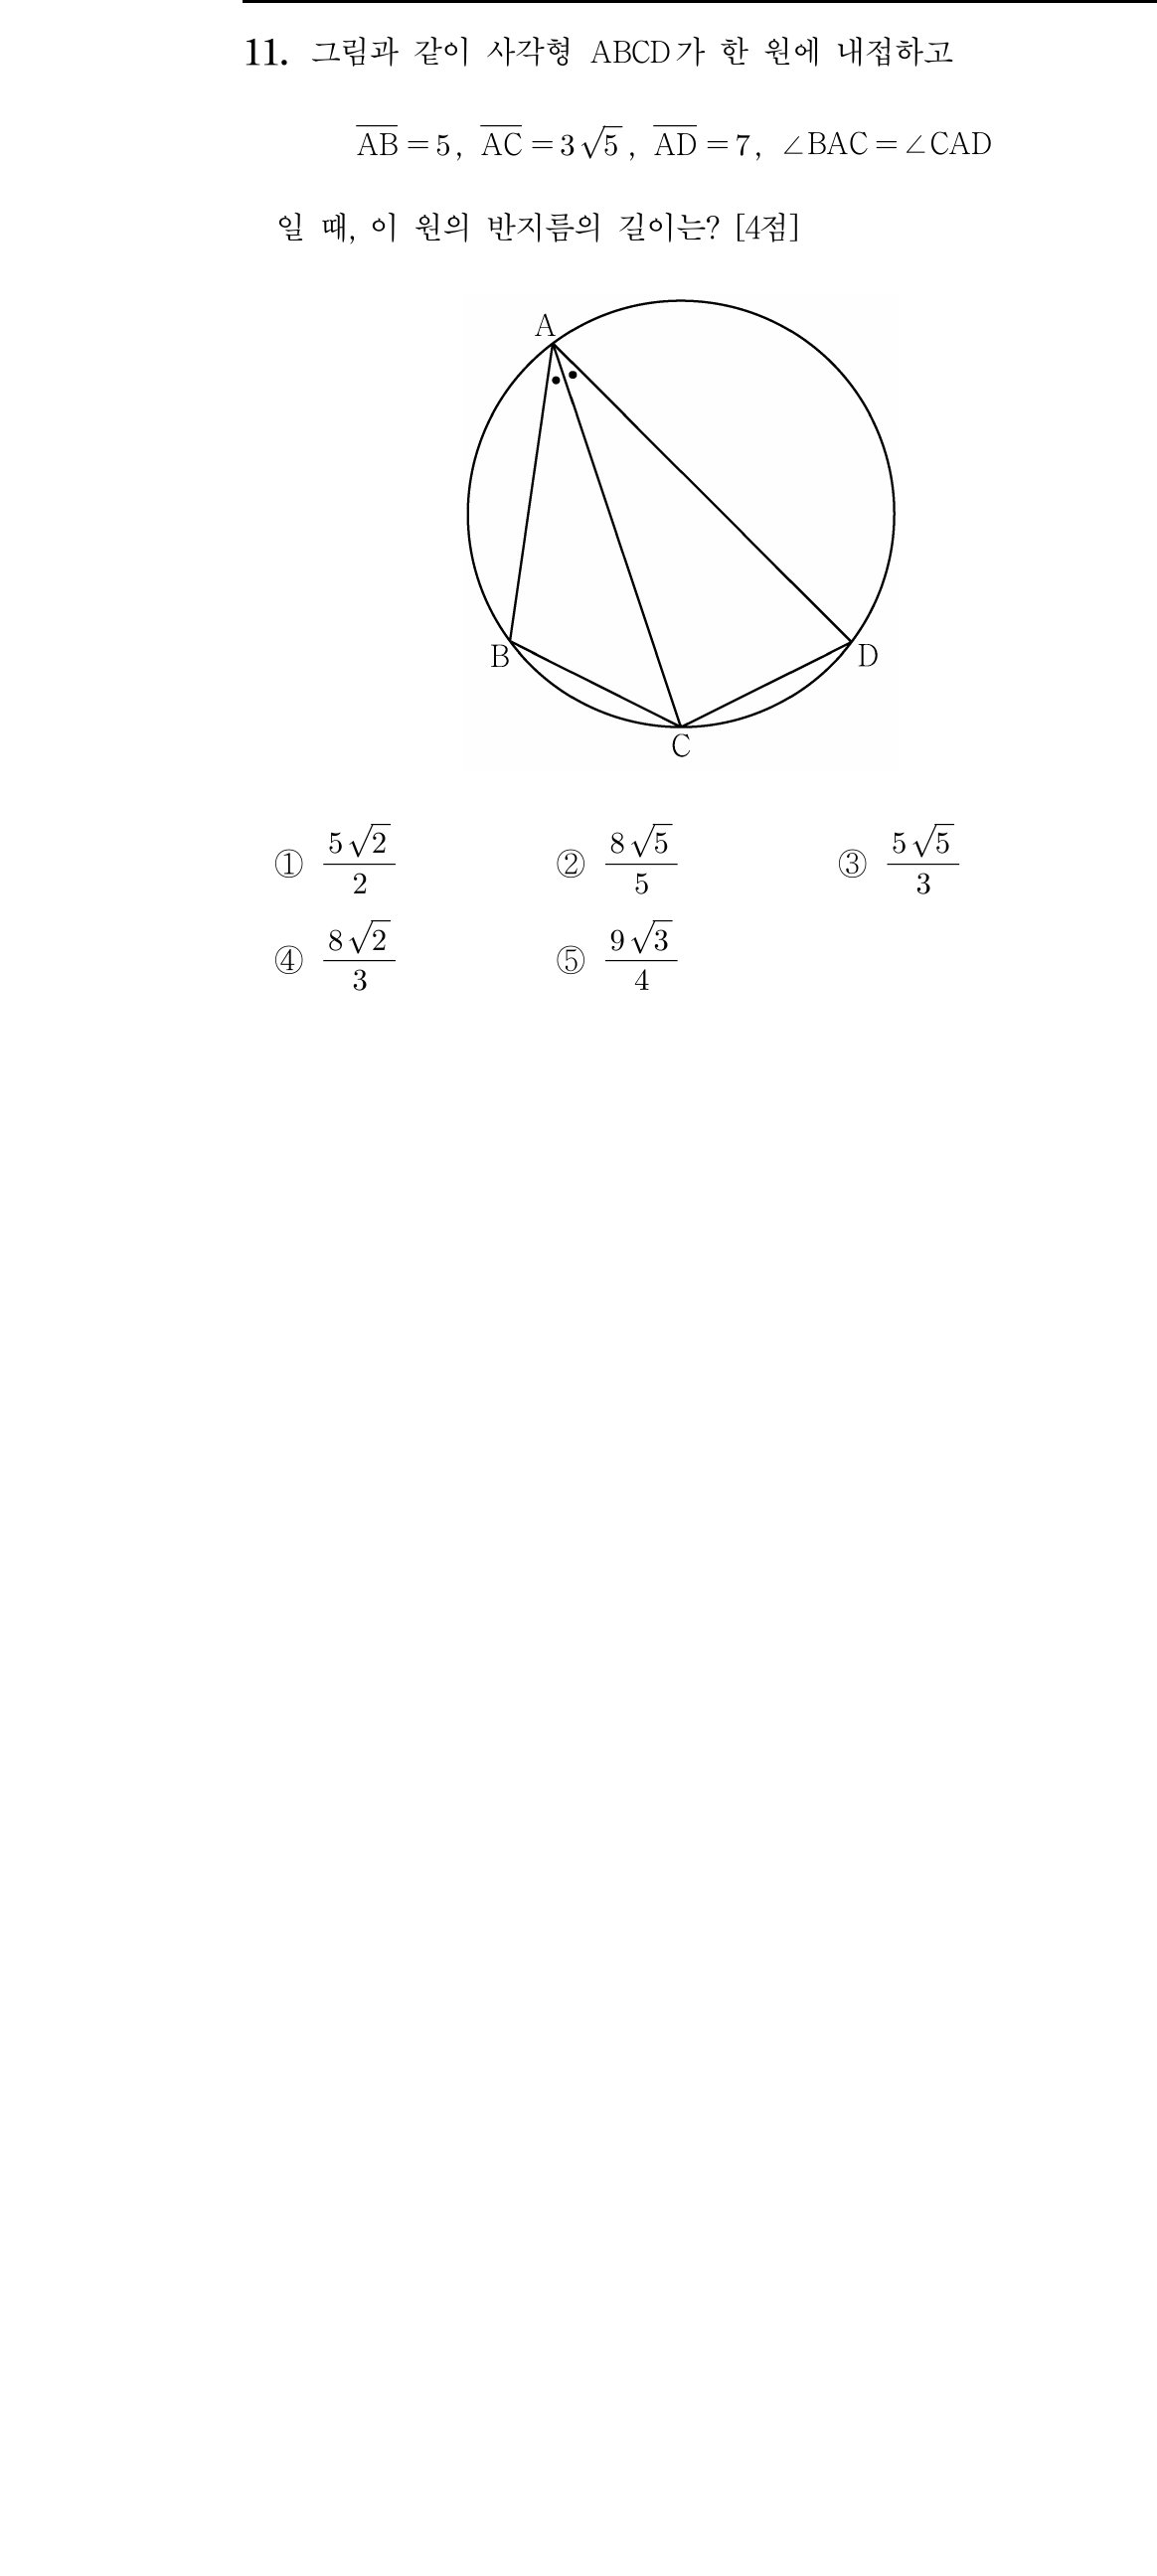 11. 그림과 같이 사각형 ABCD가 한 원에 내접하고
$\overline{AB}=5$, $\overline{AC}=3\sqrt{5}$, $\overline{AD}=7$, ∠BAC=∠CAD
일 때, 이 원의 반지름의 길이는? [4점]
A
B
D
C
① $\frac{5\sqrt{2}}{2}$ ② $\frac{8\sqrt{5}}{5}$ ③ $\frac{5\sqrt{5}}{3}$
④ $\frac{8\sqrt{2}}{3}$ ⑤ $\frac{9\sqrt{3}}{4}$